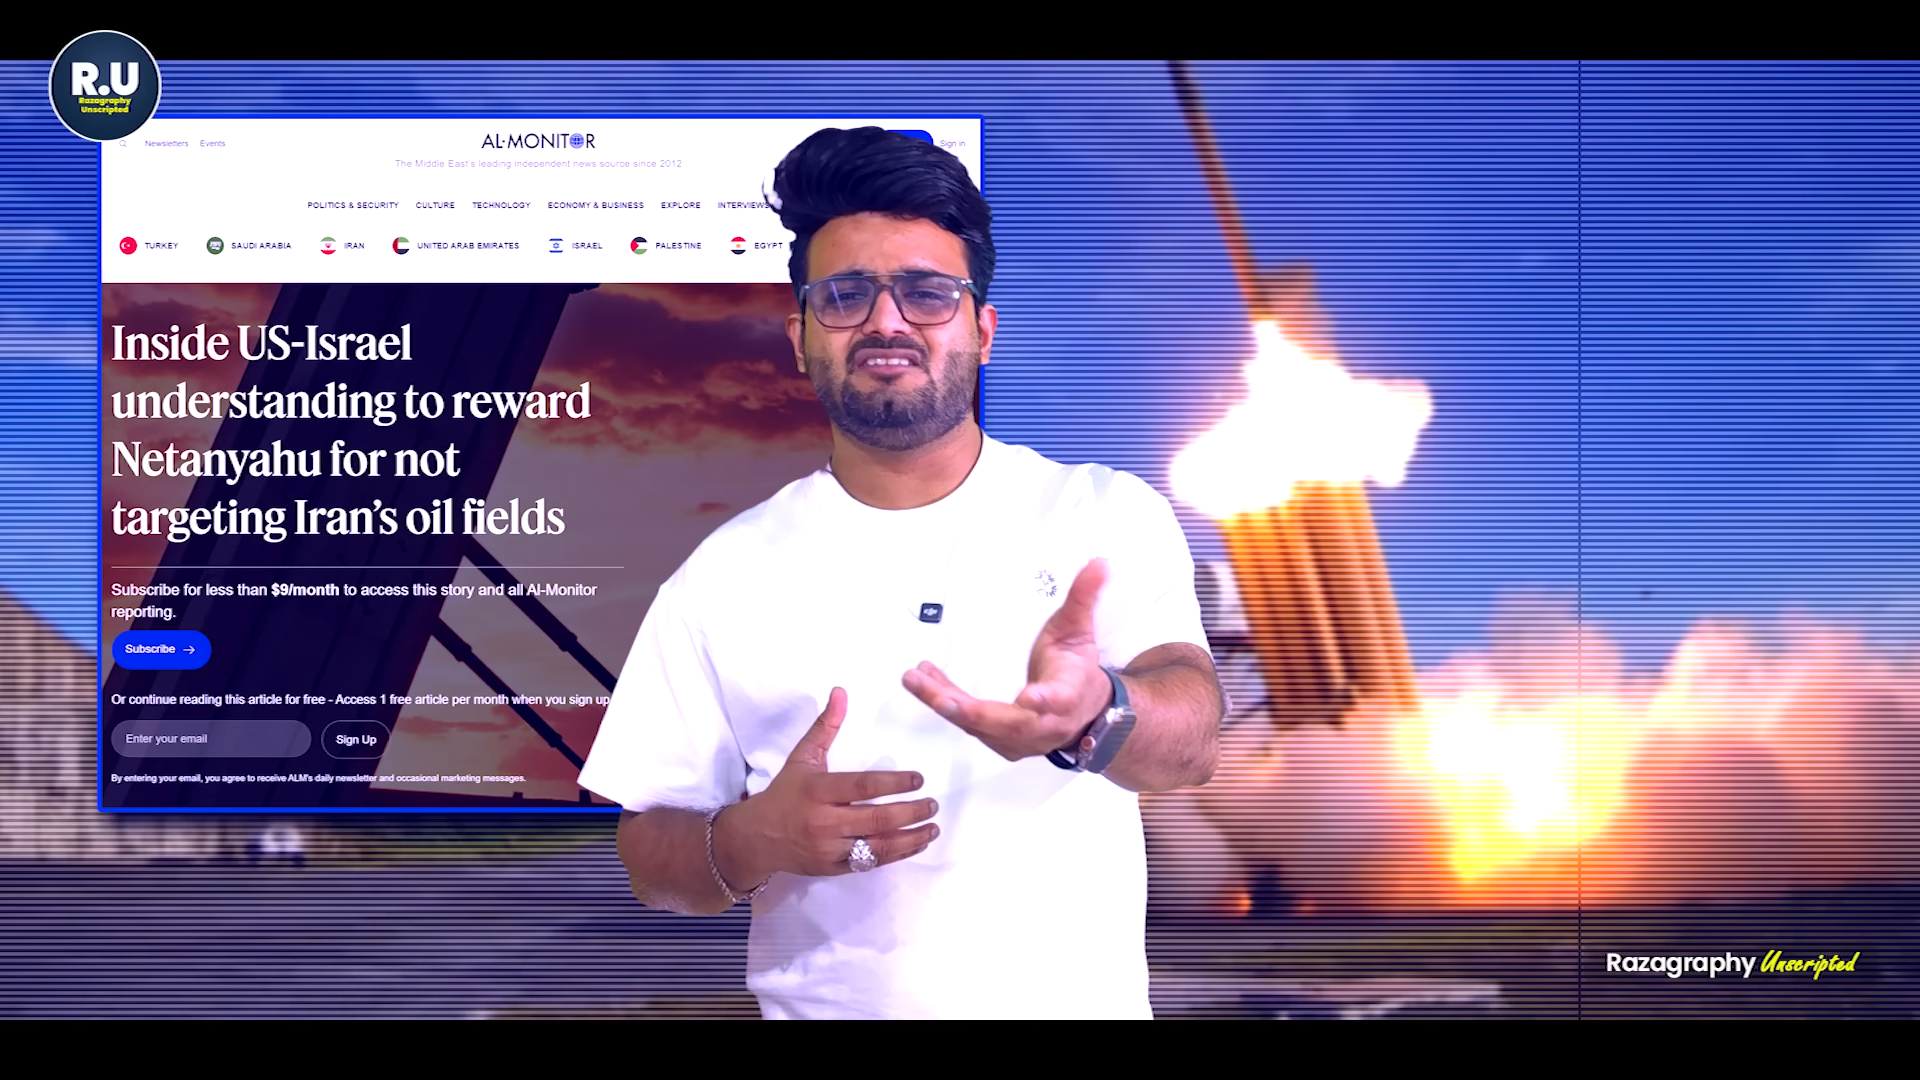 R.U
Razagraphy
Unscripted
Newsletters Events
AL-MONITOR
Sign in
The Middle East's leading independent news source since 2012
POLITICS & SECURITY CULTURE TECHNOLOGY ECONOMY & BUSINESS EXPLORE INTERVIEWS
TURKEY SAUDI ARABIA IRAN UNITED ARAB EMIRATES ISRAEL PALESTINE EGYPT
Inside US-Israel
understanding to reward
Netanyahu for not
targeting Iran's oil fields
Subscribe for less than $9/month to access this story and all Al-Monitor
reporting.
Subscribe →
Or continue reading this article for free - Access 1 free article per month when you sign up
Enter your email Sign Up
By entering your email, you agree to receive ALM's daily newsletter and occasional marketing messages.
dji
Razagraphy Unscripted